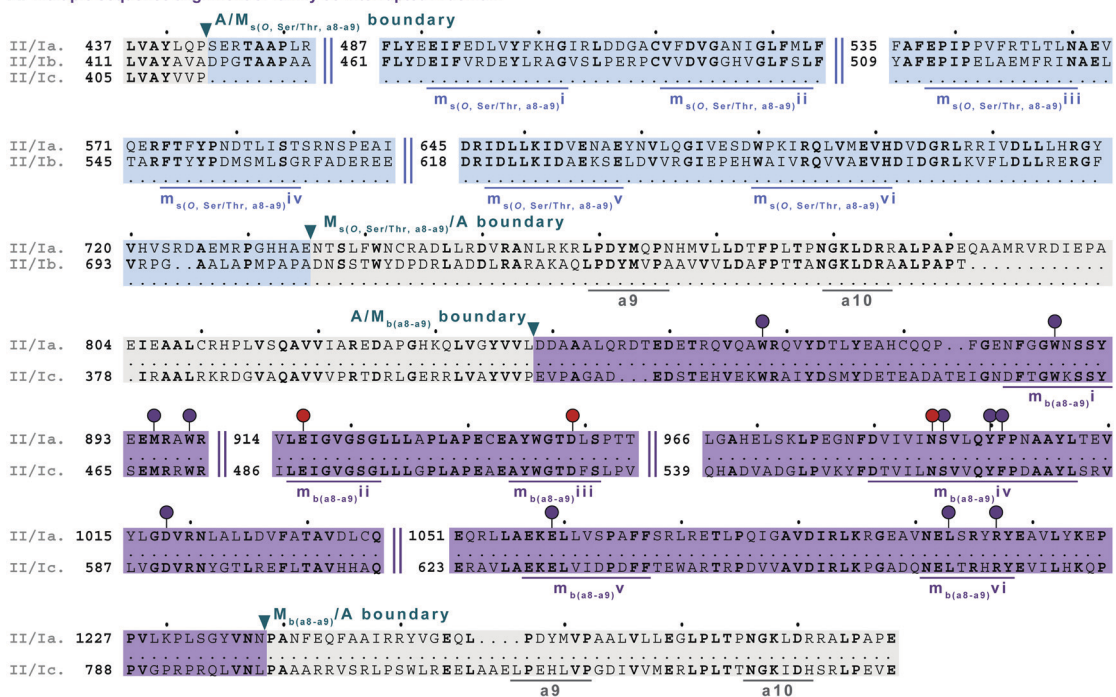 A/Ms(O, Ser/Thr, a8-a9) boundary
II/Ia. 437 LVAYLQPSERTAAPLR 487 FLYEEIFEDLVYFKHGIRLDDGACVFDVGANIGLFMLF 535 FAFEPIPPVFRTLTLNAEV
II/Ib. 411 LVAYAVADPGTAAPAA 461 FLYDEIFVRDEYLRAGVSLPERPCVVDVGGHVGLFSLF 509 YAFEPIPELAEMFRINAEL
II/Ic. 405 LVAYVVP.........
ms(O, Ser/Thr, a8-a9)i ms(O, Ser/Thr, a8-a9)ii ms(O, Ser/Thr, a8-a9)iii
II/Ia. 571 QERFTFYPNDTLISTSRNSPEAI 645 DRIDLLKIDVENAEYNVLQGIVESDWPKIRQLVMEVHDVDGRLRRIVDLLLHRGY
II/Ib. 545 TARFTYYPDMSMLSGRFADEREE 618 DRIDLLKIDAEKSELDVVRGIEPEHWAIVRQVVAEVHDIDGRLKVFLDLLRERGF
ms(O, Ser/Thr, a8-a9)iv ms(O, Ser/Thr, a8-a9)v ms(O, Ser/Thr, a8-a9)vi
Ms(O, Ser/Thr, a8-a9)/A boundary
II/Ia. 720 VHVSRDAEMRPGHHAENTSLFWNCRADLLRDVRANLRKRLPDYMQPNHMVLLDTFPLTPNGKLDRRALPAPEQAAMRVRDIEPA
II/Ib. 693 VRPG..AALAPMPAPADNSSTWYDPDRLADDLRARAKAQLPDYMVPAAVVVLDAFPTTANGKLDRAALPAPT............
a9 a10
A/Mb(a8-a9) boundary
II/Ia. 804 EIEAALCRHPLVSQAVVIAREDAPGHKQLVGYVVLDDAAALQRDTEDETRQVQAWRQVYDTLYEAHCQQP..FGENFGGWNSSY
II/Ic. 378 .IRAALRKRDGVAQAVVVPRTDRLGERRLVAYVVPEVPAGAD...EDSTEHVEKWRAIYDSMYDETEADATEIGNDFTGWKSSY
mb(a8-a9)i
II/Ia. 893 EEMRAWR 914 VLEIGVGSGLLLAPLAPECEAYWGTDLSPTT 966 LGAHELSKLPEGNFDVIVINSVLQYFPNAAYLTEV
II/Ic. 465 SEMRRWR 486 ILEIGVGSGLLLGPLAPEAEAYWGTDFSLPV 539 QHADVADGLPVKYFDTVILNSVVQYFPDAAYLSRV
mb(a8-a9)ii mb(a8-a9)iii mb(a8-a9)iv
II/Ia. 1015 YLGDVRNLALLDVFATAVDLCQ 1051 EQRLLAEKELLVSPAFFSRLRETLPQIGAVDIRLKRGEAVNELSRYRYEAVLYKEP
II/Ic. 587 LVGDVRNYGTLREFLTAVHHAQ 623 ERAVLAEKELVIDPDFFTEWARTRPDVVAVDIRLKPGADQNELTRHRYEVILHKQP
mb(a8-a9)v mb(a8-a9)vi
Mb(a8-a9)/A boundary
II/Ia. 1227 PVLKPLSGYVNNPANFEQFAAIRRYVGEQL....PDYMVPAALVLLEGLPLTPNGKLDRRALPAPE
II/Ic. 788 PVGPRPRQLVNLPAAARRVSRLPSWLREELAAELPEHLVPGDIVVMERLPLTTNGKIDHSRLPEVE
a9 a10